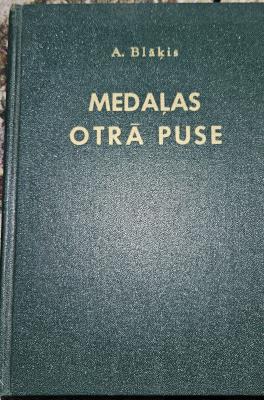 A. Blāķis
MEDAĻAS
OTRĀ PUSE